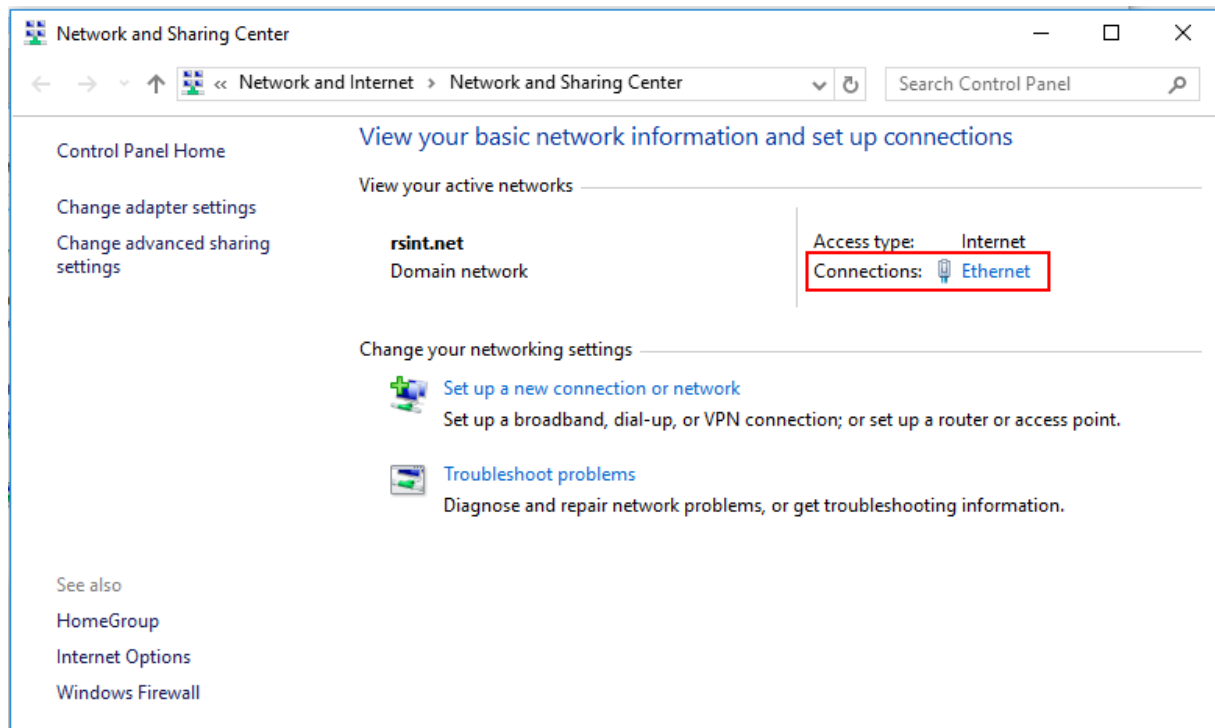 Network and Sharing Center
« Network and Internet › Network and Sharing Center
Search Control Panel
Control Panel Home
Change adapter settings
Change advanced sharing
settings
View your basic network information and set up connections
View your active networks
rsint.net
Domain network
Access type: Internet
Connections: Ethernet
Change your networking settings
Set up a new connection or network
Set up a broadband, dial-up, or VPN connection; or set up a router or access point.
Troubleshoot problems
Diagnose and repair network problems, or get troubleshooting information.
See also
HomeGroup
Internet Options
Windows Firewall